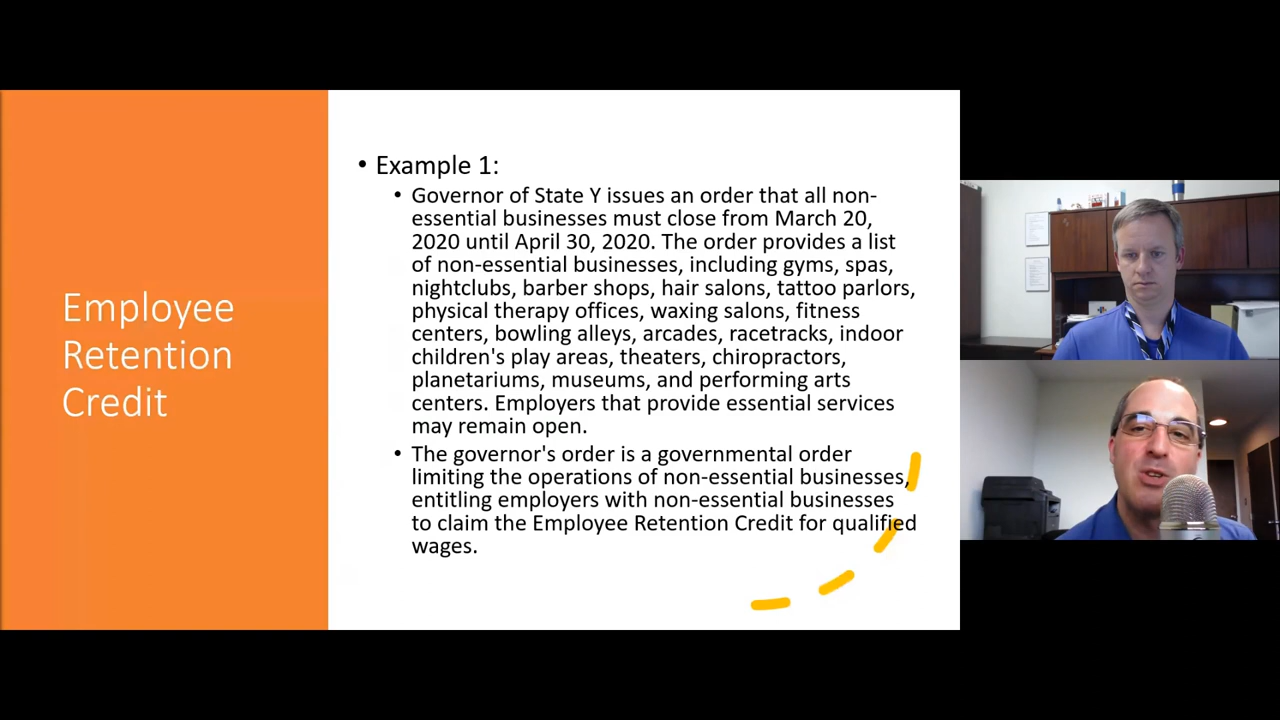 Employee
Retention
Credit
• Example 1:
• Governor of State Y issues an order that all non-
essential businesses must close from March 20,
2020 until April 30, 2020. The order provides a list
of non-essential businesses, including gyms, spas,
nightclubs, barber shops, hair salons, tattoo parlors,
physical therapy offices, waxing salons, fitness
centers, bowling alleys, arcades, racetracks, indoor
children's play areas, theaters, chiropractors,
planetariums, museums, and performing arts
centers. Employers that provide essential services
may remain open.
• The governor's order is a governmental order
limiting the operations of non-essential businesses,
entitling employers with non-essential businesses
to claim the Employee Retention Credit for qualified
wages.